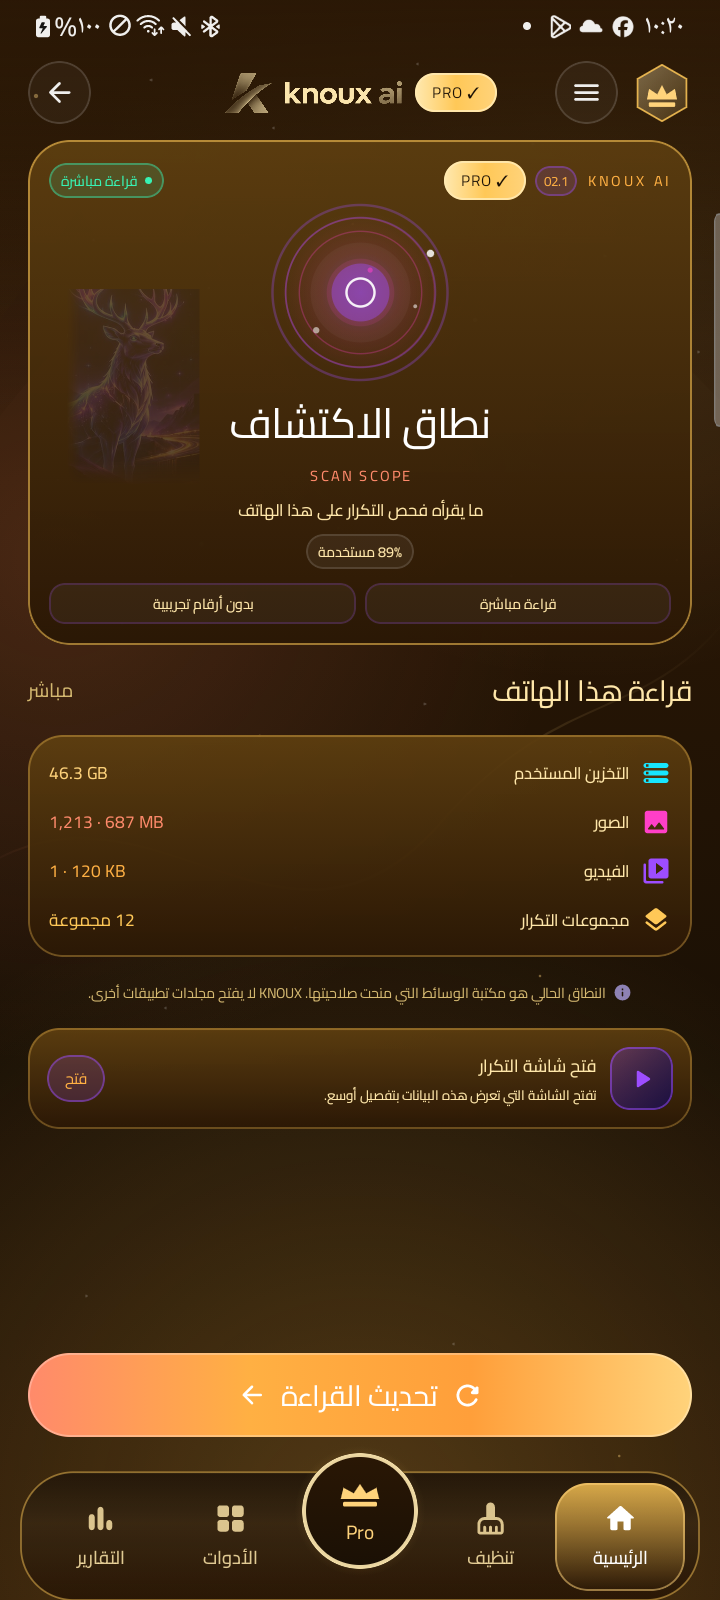 ١٠:٢٠
%١٠٠
knoux ai
PRO ✓
KNOUX AI
02.1
PRO ✓
قراءة مباشرة
نطاق الاكتشاف
SCAN SCOPE
ما يقرأه فحص التكرار على هذا الهاتف
89% مستخدمة
قراءة مباشرة
بدون أرقام تجريبية
قراءة هذا الهاتف
مباشر
التخزين المستخدم
46.3 GB
الصور
1,213 · 687 MB
الفيديو
1 · 120 KB
مجموعات التكرار
12 مجموعة
النطاق الحالي هو مكتبة الوسائط التي منحت صلاحيتها. KNOUX لا يفتح مجلدات تطبيقات أخرى.
فتح شاشة التكرار
تفتح الشاشة التي تعرض هذه البيانات بتفصيل أوسع.
فتح
تحديث القراءة
الرئيسية
تنظيف
Pro
الأدوات
التقارير